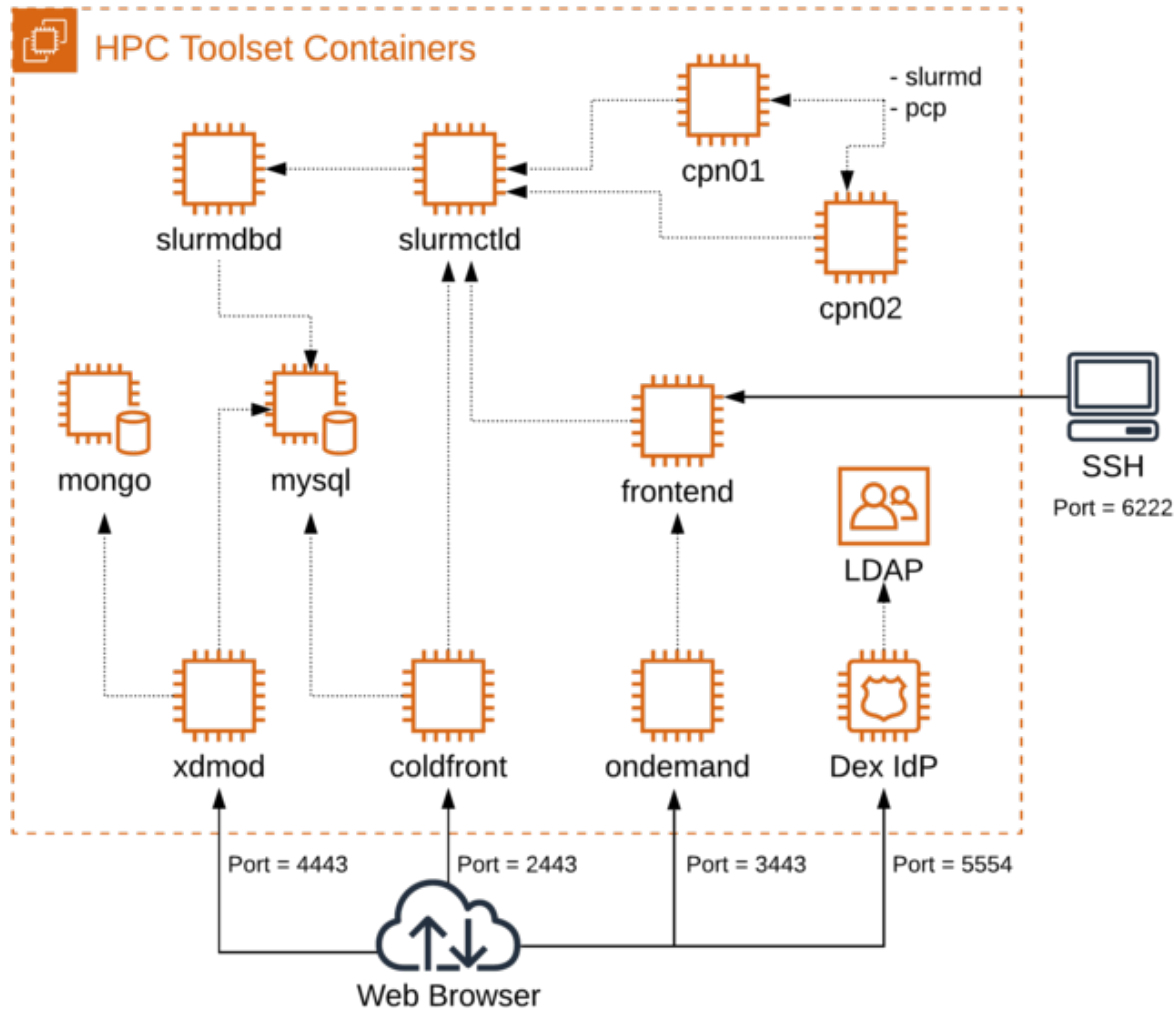 HPC Toolset Containers
- slurmd
- pcp
cpn01
slurmdbd
slurmctld
cpn02
mongo
mysql
frontend
SSH
Port = 6222
LDAP
xdmod
coldfront
ondemand
Dex IdP
Port = 4443
Port = 2443
Port = 3443
Port = 5554
Web Browser